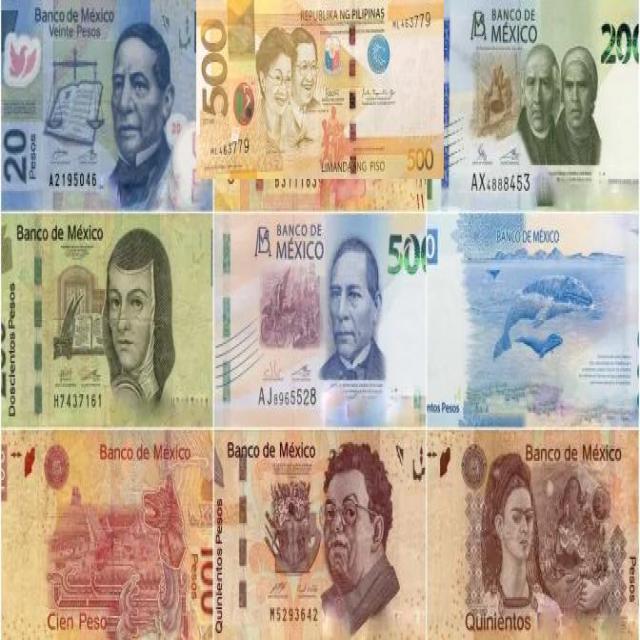 Banco de México
Veinte Pesos
20
Pesos
A2195046
REPUBLIKA NG PILIPINAS
500
ML463779
ML463779
LIMANDAANG PISO
500
BANCO DE
MÉXICO
200
AX4888453
Banco de México
Doscientos Pesos
H7437161
BANCO DE
MÉXICO
500
AJ8965528
BANCO DE MÉXICO
ntos Pesos
Banco de México
100
Pesos
Cien Peso
Banco de México
Quinientos Pesos
M5293642
Banco de México
Quinientos
Pesos